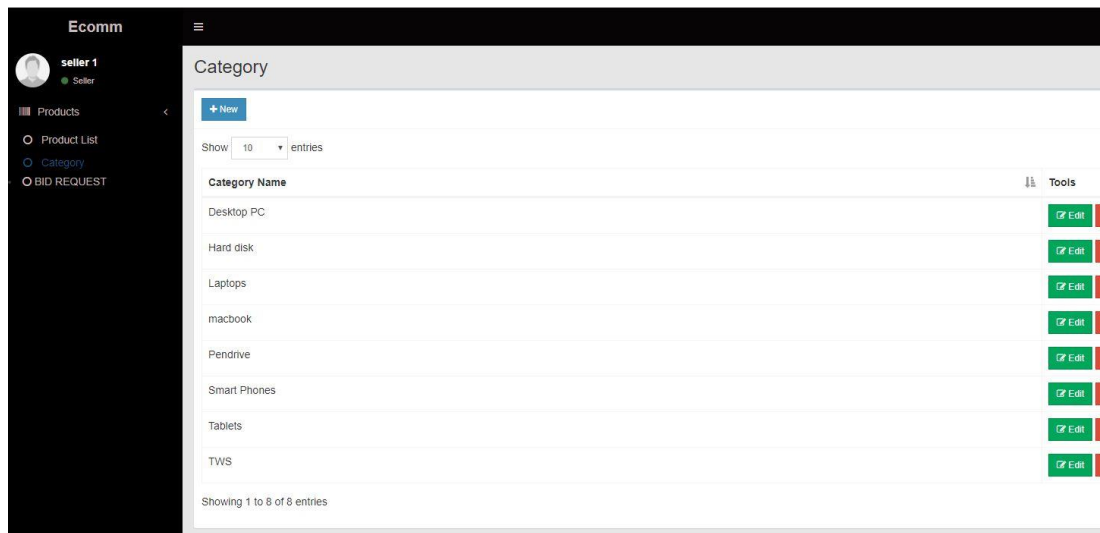 Ecomm
seller 1
Seller
Products
Product List
Category
BID REQUEST
Category
+ New
Show 10 entries
Category Name Tools
Desktop PC Edit
Hard disk Edit
Laptops Edit
macbook Edit
Pendrive Edit
Smart Phones Edit
Tablets Edit
TWS Edit
Showing 1 to 8 of 8 entries